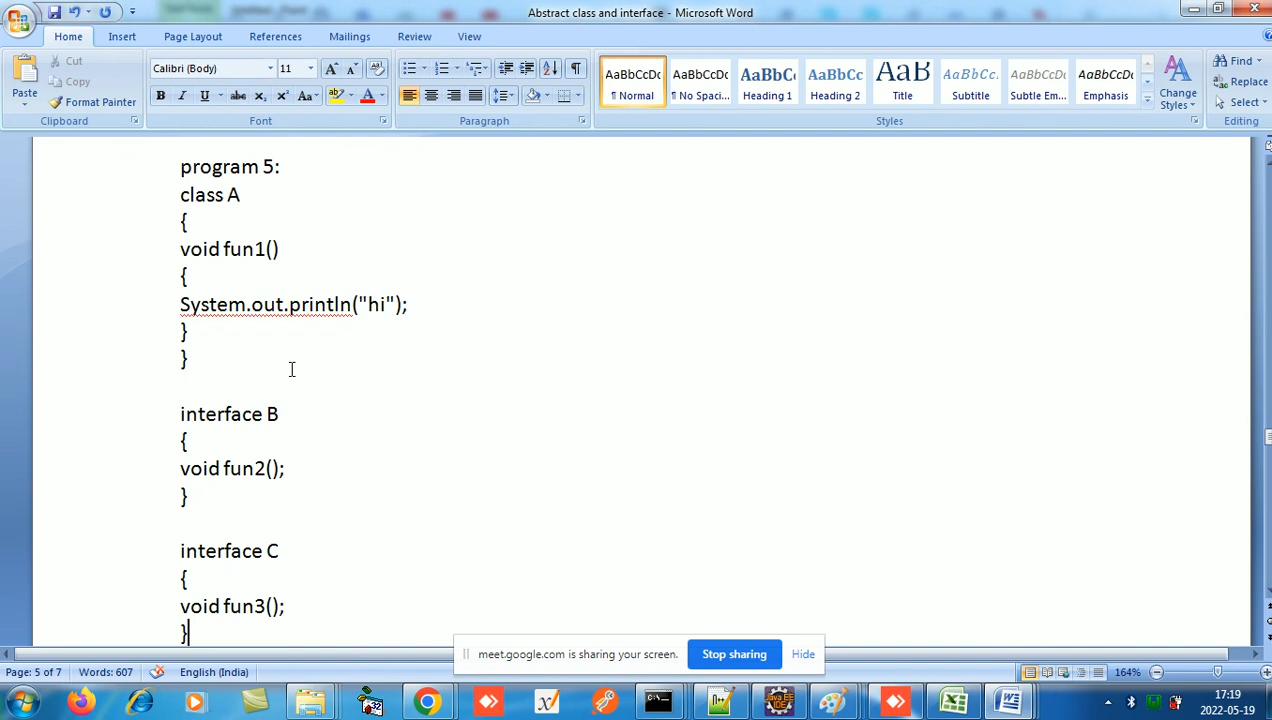 Abstract class and interface - Microsoft Word
Home Insert Page Layout References Mailings Review View
Paste
Cut
Copy
Format Painter
Clipboard
Calibri (Body) 11
B I U abc x₂ x² Aa
Font
Paragraph
AaBbCcDc AaBbCcDc AaBbC AaBbCc AaB AaBbCc. AaBbCcDc AaBbCcDc
¶ Normal ¶ No Spaci... Heading 1 Heading 2 Title Subtitle Subtle Em... Emphasis
Styles
Change Styles
Find
Replace
Select
Editing
program 5:
class A
{
void fun1()
{
System.out.println("hi");
}
}
interface B
{
void fun2();
}
interface C
{
void fun3();
}
meet.google.com is sharing your screen. Stop sharing Hide
Page: 5 of 7 Words: 607 English (India) 164%
17:19
2022-05-19